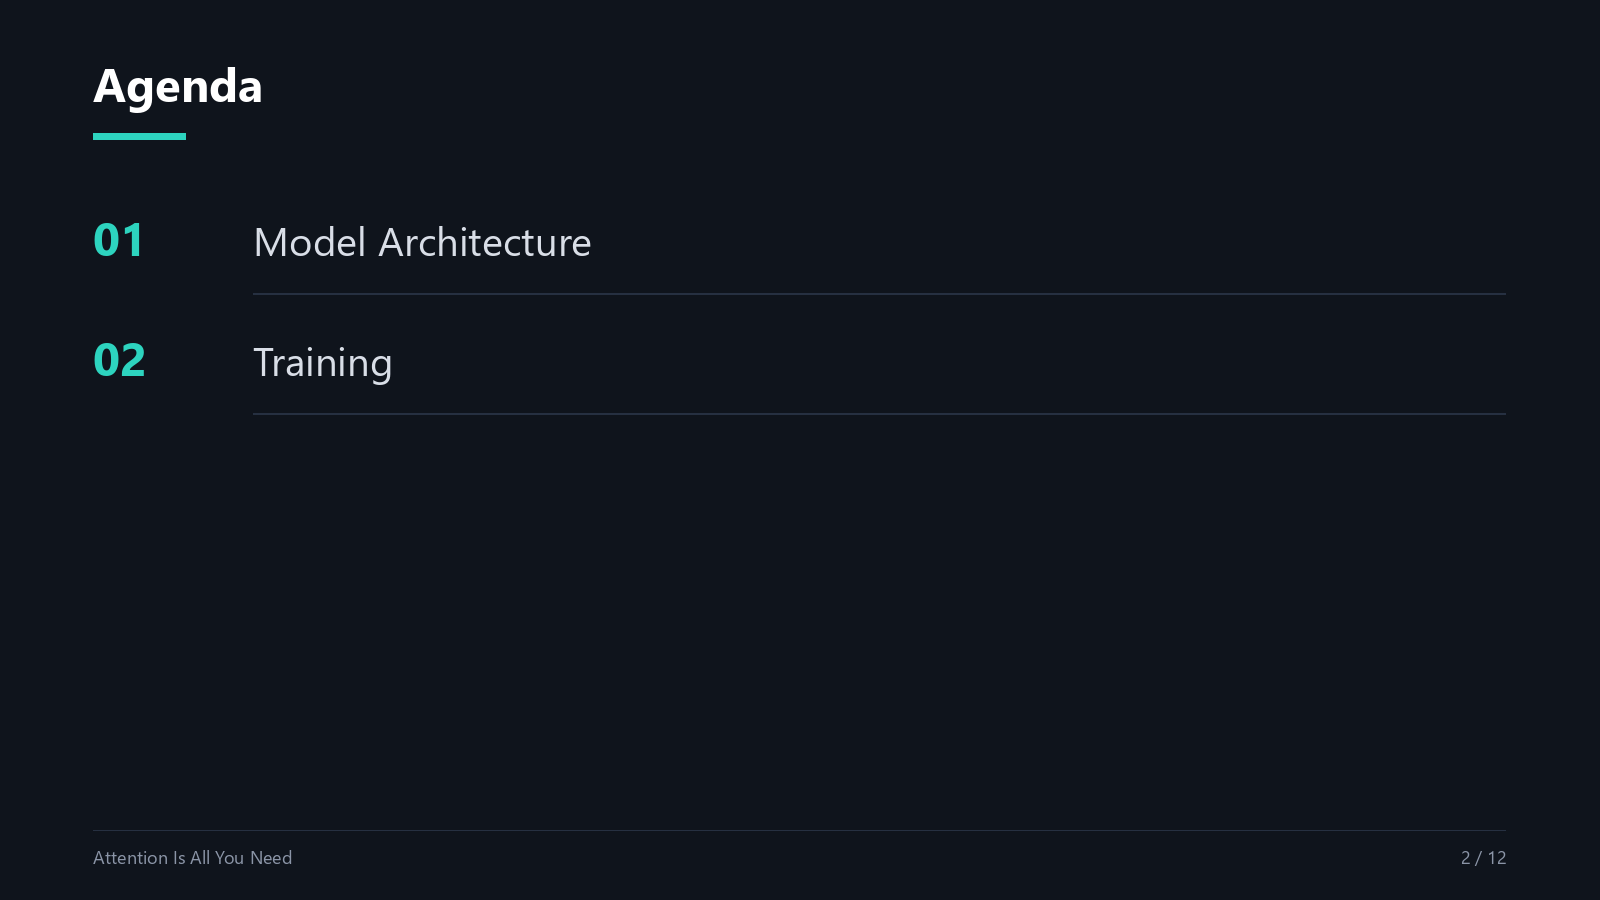 Agenda
01 Model Architecture
02 Training
Attention Is All You Need 2 / 12